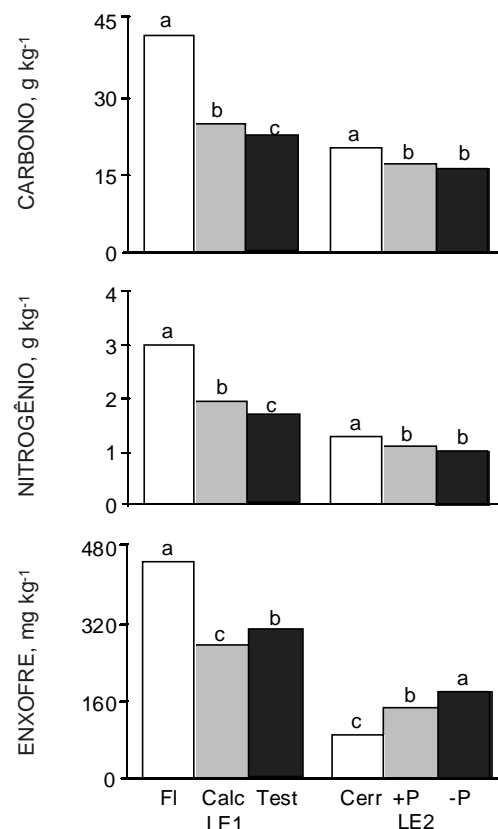 CARBONO, g kg-1
45
30
15
0
a
b
c
a
b
b
NITROGÊNIO, g kg-1
4
3
2
1
0
a
b
c
a
b
b
ENXOFRE, mg kg-1
480
320
160
0
a
c
b
c
b
a
Fl Calc Test Cerr +P -P
LE1 LE2